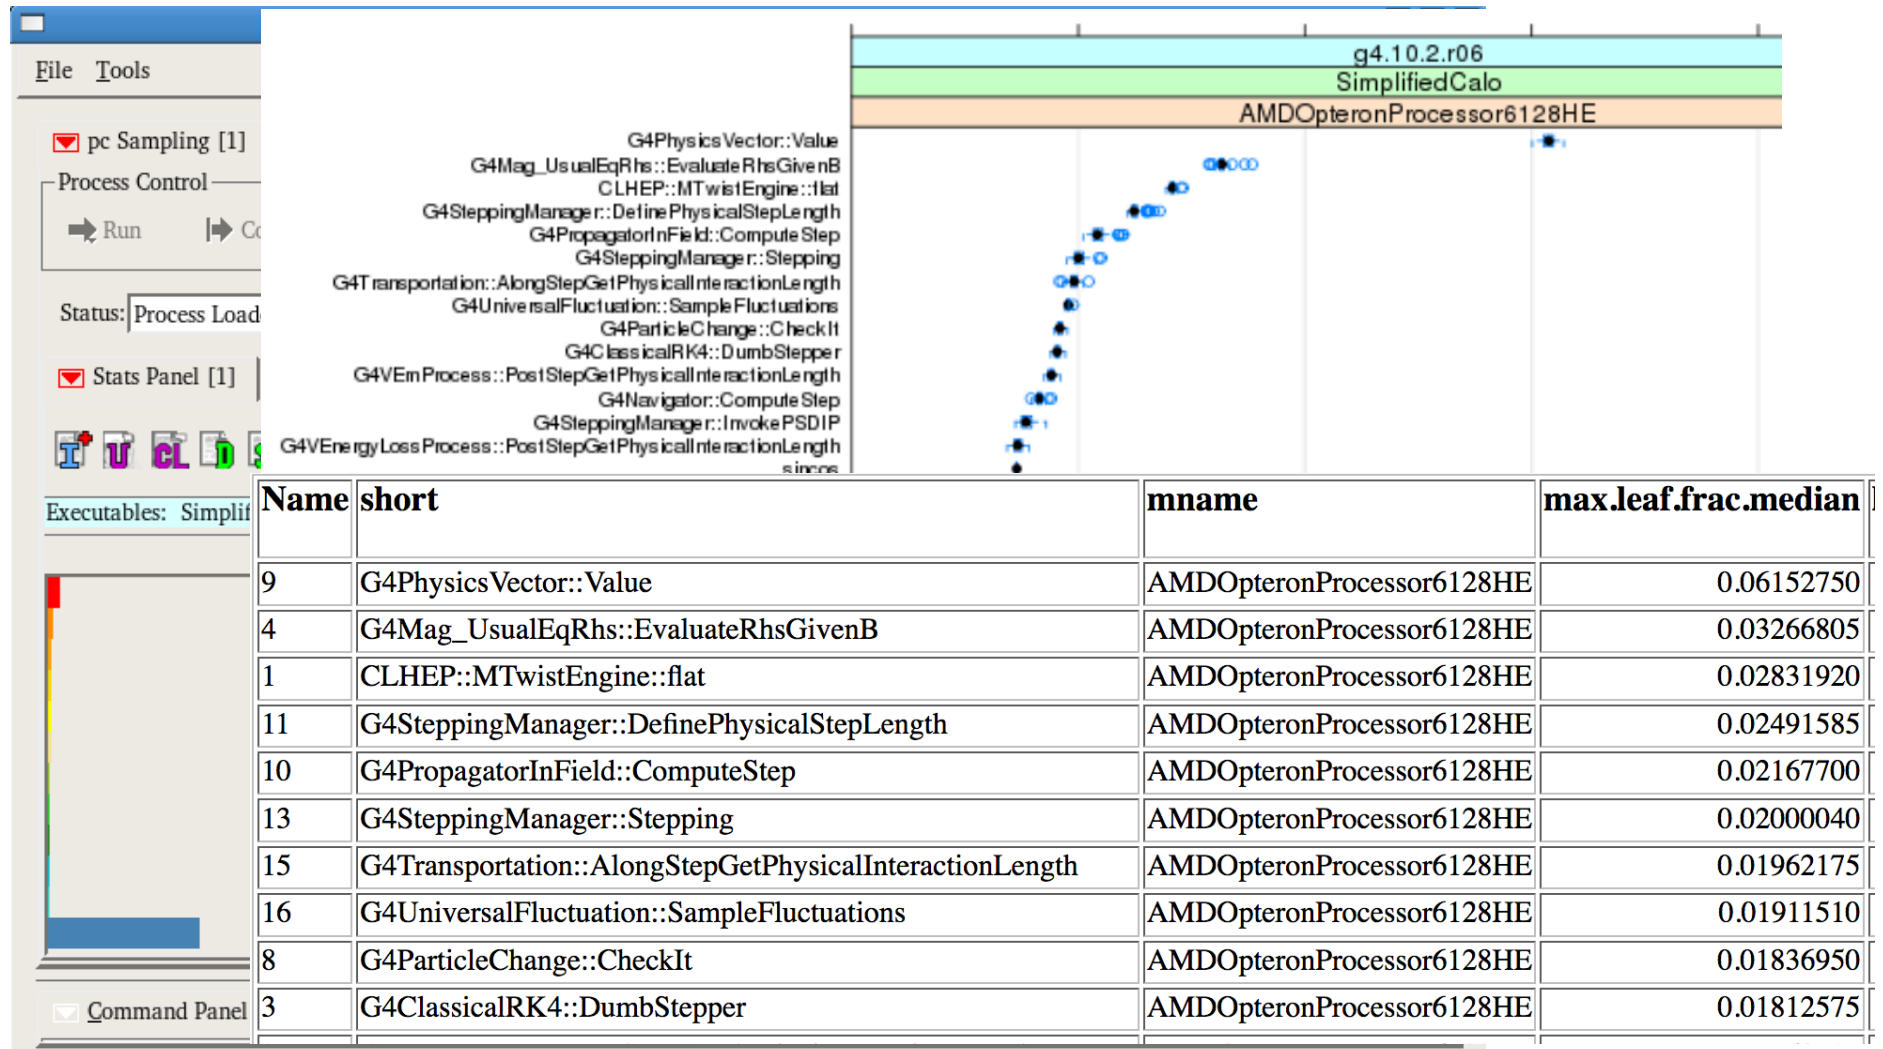 File Tools
pc Sampling [1]
Process Control
Run
Status: Process
Stats Panel [1]
I U CL D
Executables:
Command Panel
g4.10.2.r06
SimplifiedCalo
AMDOpteronProcessor6128HE
G4PhysicsVector::Value
G4Mag_UsualEqRhs::EvaluateRhsGivenB
CLHEP::MTwistEngine::flat
G4SteppingManager::DefinePhysicalStepLength
G4PropagatorInField::ComputeStep
G4SteppingManager::Stepping
G4Transportation::AlongStepGetPhysicalInteractionLength
G4UniversalFluctuation::SampleFluctuations
G4ParticleChange::CheckIt
G4ClassicalRK4::DumbStepper
G4VEmProcess::PostStepGetPhysicalInteractionLength
G4Navigator::ComputeStep
G4SteppingManager::InvokePSDIP
G4VEnergyLossProcess::PostStepGetPhysicalInteractionLength
sincos
Name short mname max.leaf.frac.median
9 G4PhysicsVector::Value AMDOpteronProcessor6128HE 0.06152750
4 G4Mag_UsualEqRhs::EvaluateRhsGivenB AMDOpteronProcessor6128HE 0.03266805
1 CLHEP::MTwistEngine::flat AMDOpteronProcessor6128HE 0.02831920
11 G4SteppingManager::DefinePhysicalStepLength AMDOpteronProcessor6128HE 0.02491585
10 G4PropagatorInField::ComputeStep AMDOpteronProcessor6128HE 0.02167700
13 G4SteppingManager::Stepping AMDOpteronProcessor6128HE 0.02000040
15 G4Transportation::AlongStepGetPhysicalInteractionLength AMDOpteronProcessor6128HE 0.01962175
16 G4UniversalFluctuation::SampleFluctuations AMDOpteronProcessor6128HE 0.01911510
8 G4ParticleChange::CheckIt AMDOpteronProcessor6128HE 0.01836950
3 G4ClassicalRK4::DumbStepper AMDOpteronProcessor6128HE 0.01812575